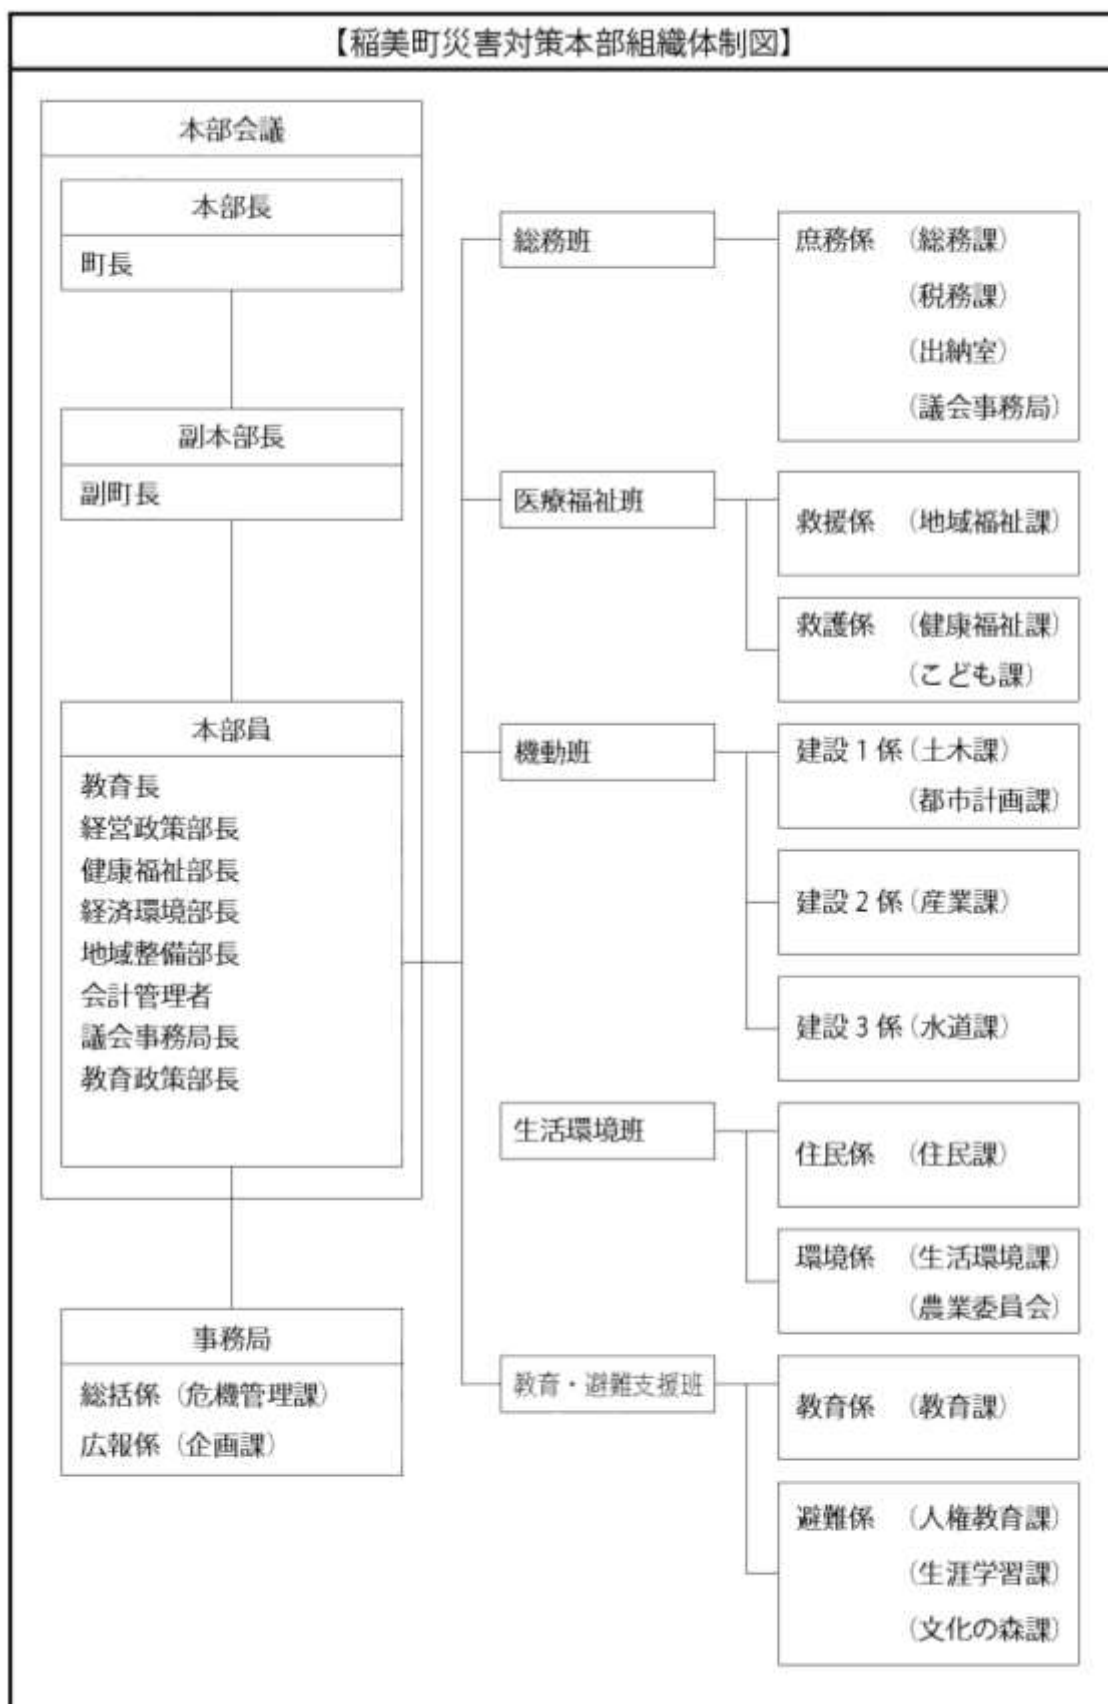 【稲美町災害対策本部組織体制図】
本部会議
本部長
町長
副本部長
副町長
本部員
教育長
経営政策部長
健康福祉部長
経済環境部長
地域整備部長
会計管理者
議会事務局長
教育政策部長
事務局
総括係（危機管理課）
広報係（企画課）
総務班
庶務係　（総務課）
（税務課）
（出納室）
（議会事務局）
医療福祉班
救援係　（地域福祉課）
救護係　（健康福祉課）
（こども課）
機動班
建設１係（土木課）
（都市計画課）
建設２係（産業課）
建設３係（水道課）
生活環境班
住民係　（住民課）
環境係　（生活環境課）
（農業委員会）
教育・避難支援班
教育係　（教育課）
避難係　（人権教育課）
（生涯学習課）
（文化の森課）